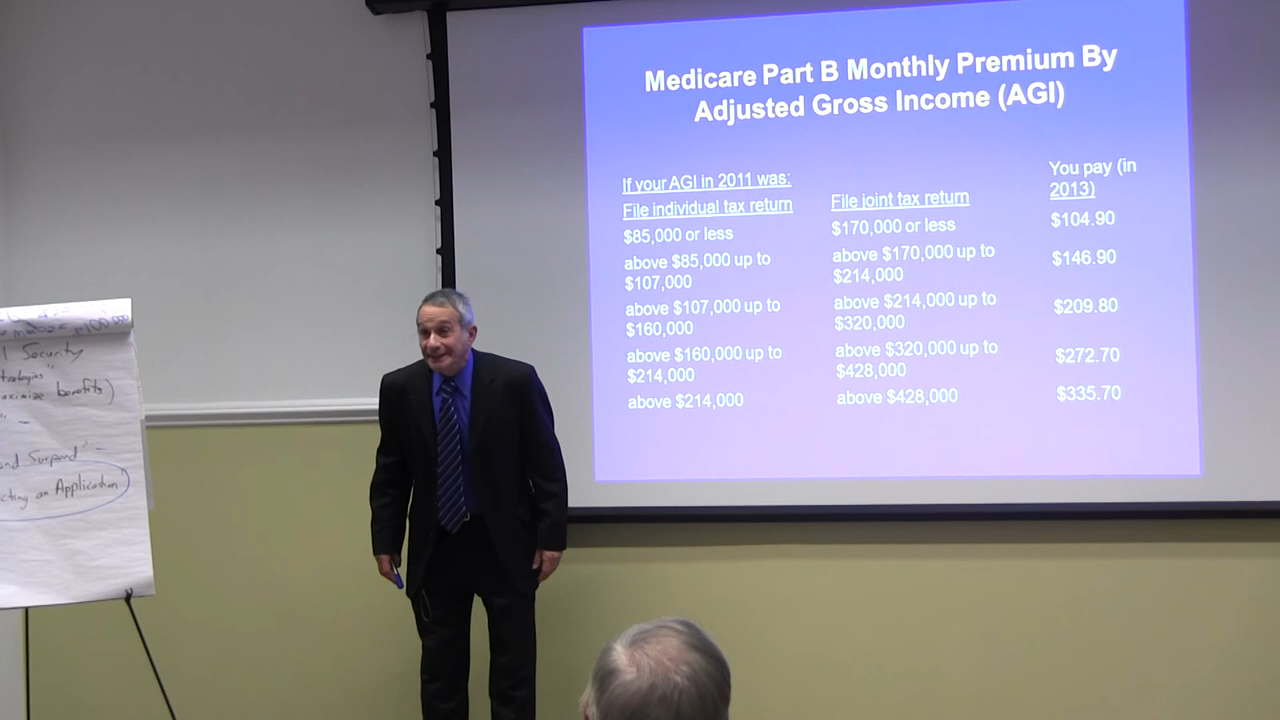 Medicare Part B Monthly Premium By
Adjusted Gross Income (AGI)
If your AGI in 2011 was:
File individual tax return
$85,000 or less
above $85,000 up to
$107,000
above $107,000 up to
$160,000
above $160,000 up to
$214,000
above $214,000
File joint tax return
$170,000 or less
above $170,000 up to
$214,000
above $214,000 up to
$320,000
above $320,000 up to
$428,000
above $428,000
You pay (in
2013)
$104.90
$146.90
$209.80
$272.70
$335.70
Security
benefits)
Suspend"
an Application"